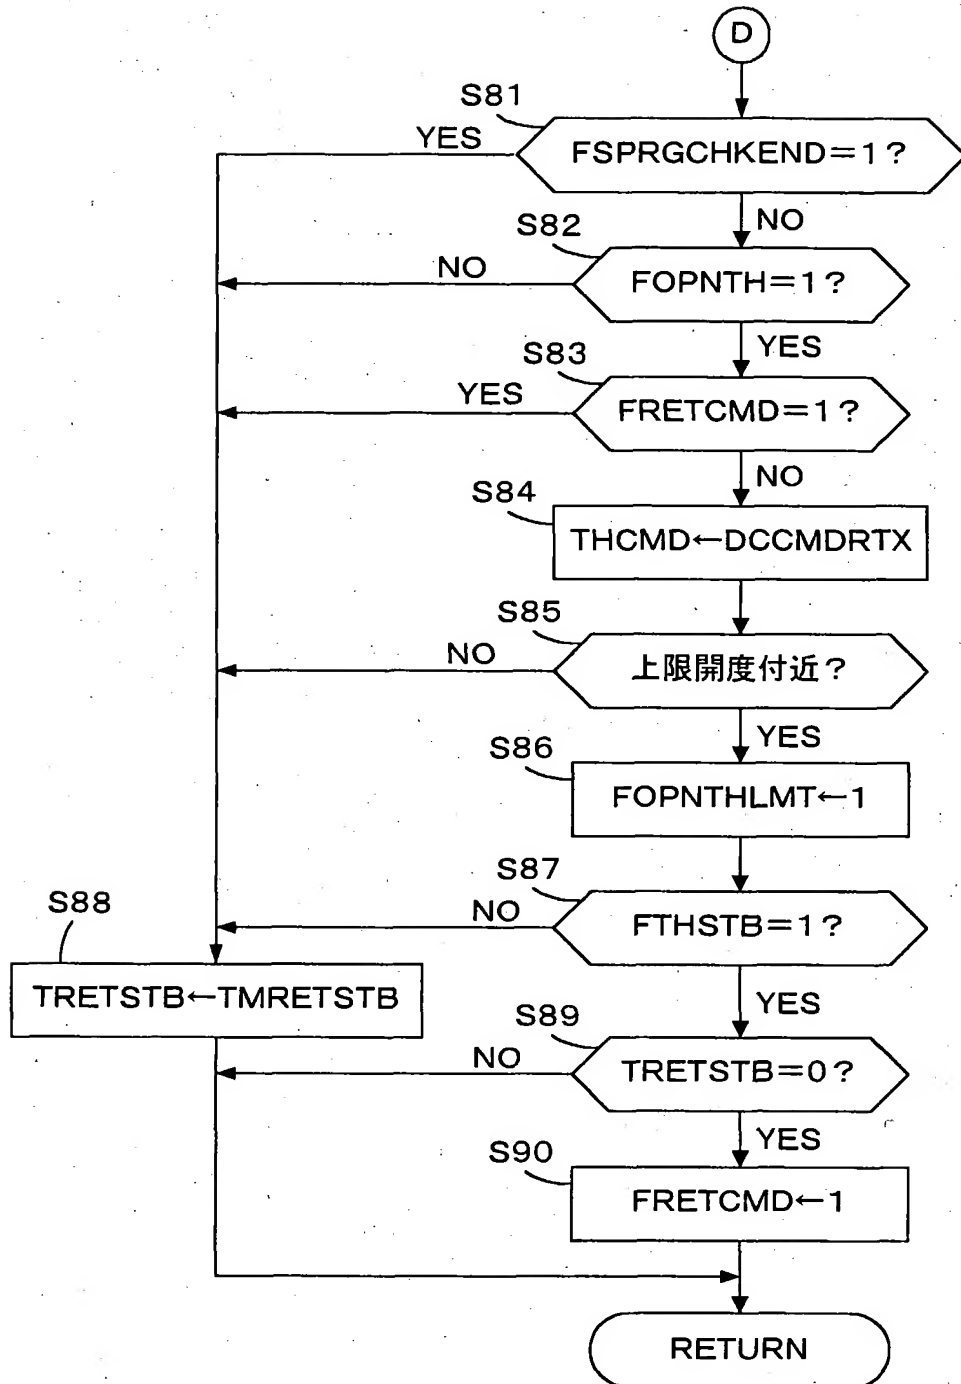 D
S81
YES
FSPRGCHKEND=1?
NO
S82
NO
FOPNTH=1?
YES
S83
YES
FRETCMD=1?
NO
S84
THCMD←DCCMDRTX
S85
NO
上限開度付近?
YES
S86
FOPNTHLMT←1
S87
NO
FTHSTB=1?
YES
S88
TRETSTB←TMRETSTB
S89
NO
TRETSTB=0?
YES
S90
FRETCMD←1
RETURN